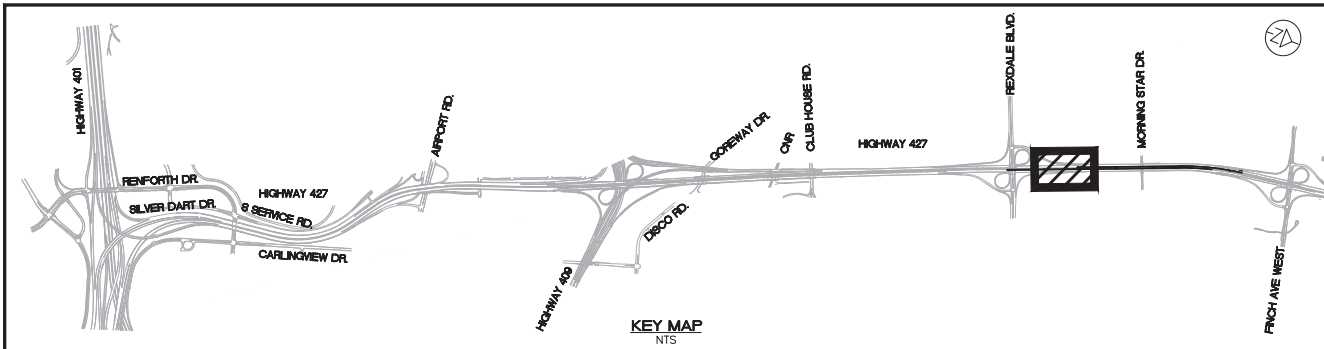 HIGHWAY 401
RENFORTH DR.
SILVER DART DR.
HIGHWAY 427
S SERVICE RD.
CARLINGVIEW DR.
AIRPORT RD.
HIGHWAY 409
DISCO RD.
GOREWAY DR.
CNR
CLUB HOUSE RD.
HIGHWAY 427
REXDALE BLVD.
MORNING STAR DR.
FINCH AVE WEST
N
KEY MAP
NTS